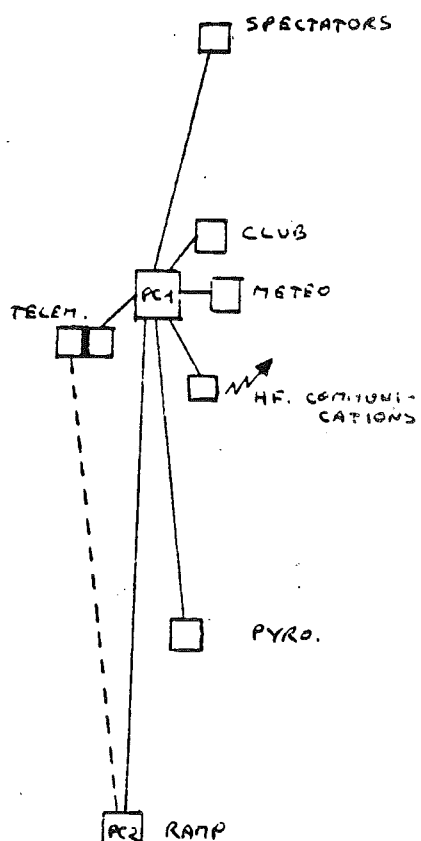 SPECTATORS
CLUB
PC1
METEO
TELEM.
HF. COMMUNI-
CATIONS
PYRO.
PC2 RAMP